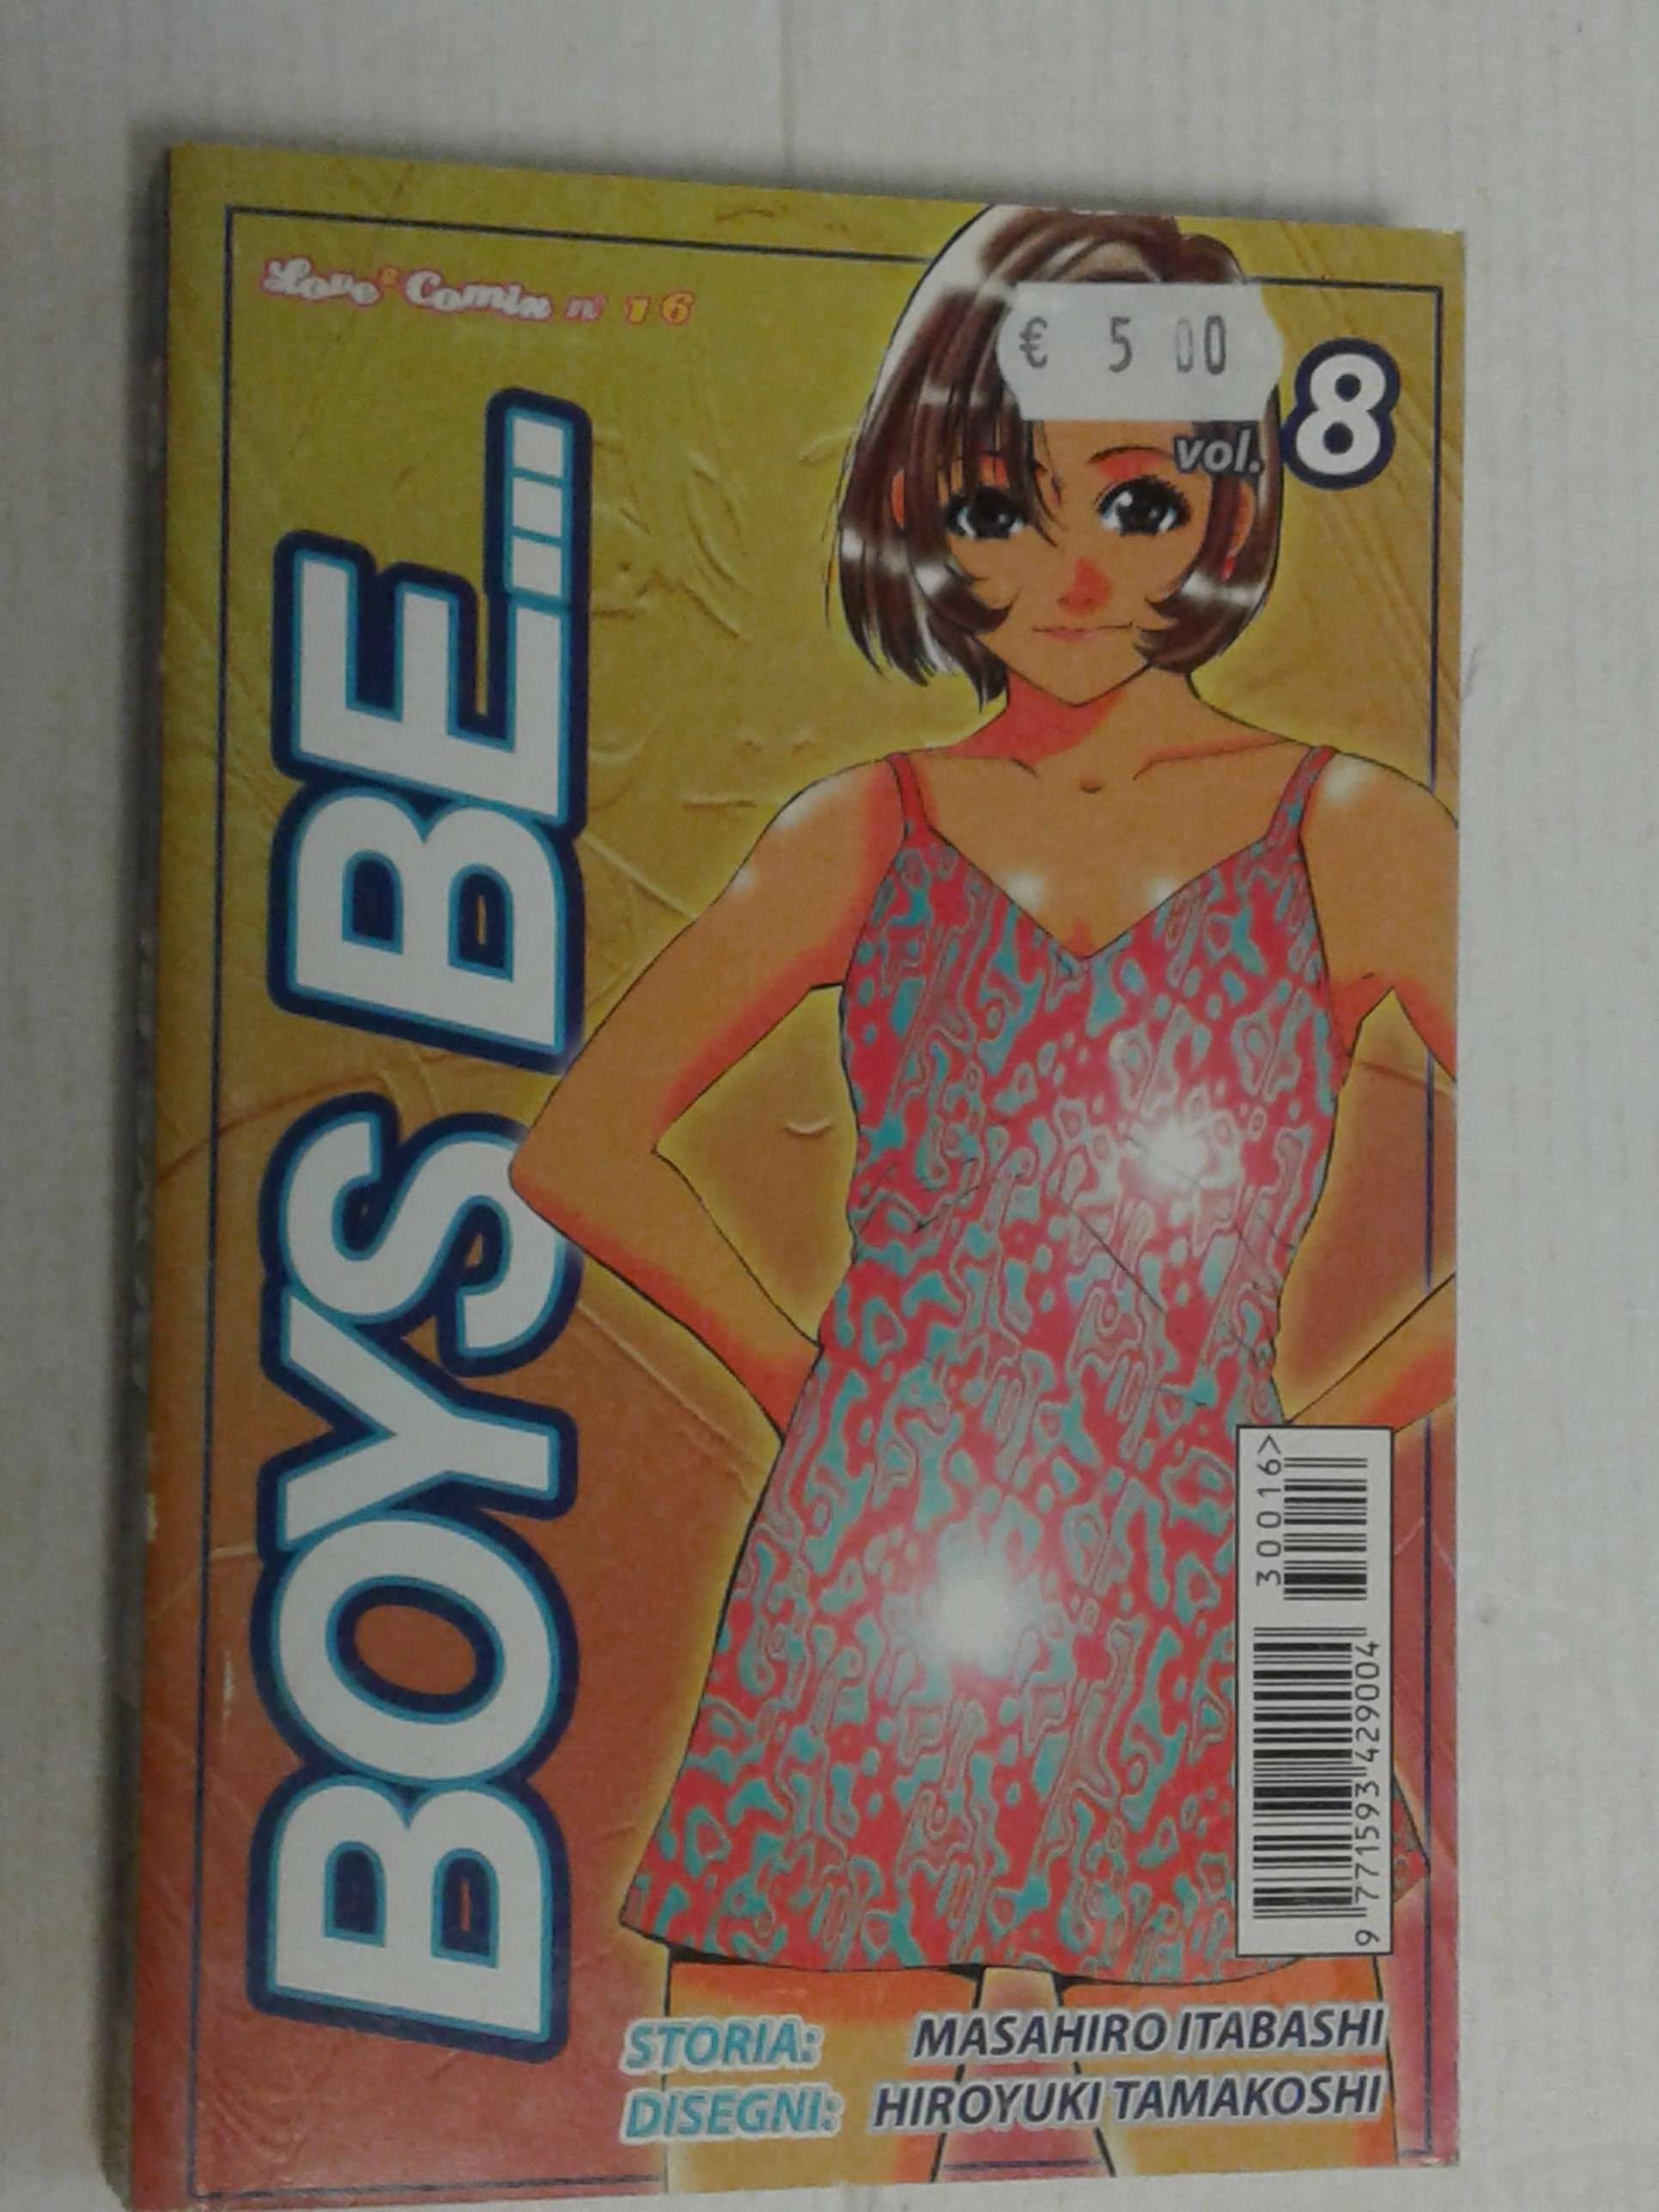 Love² Comix n° 16
€ 5 00
vol. 8
BOYS BE...
30016>
9 771593 429004
STORIA: MASAHIRO ITABASHI
DISEGNI: HIROYUKI TAMAKOSHI